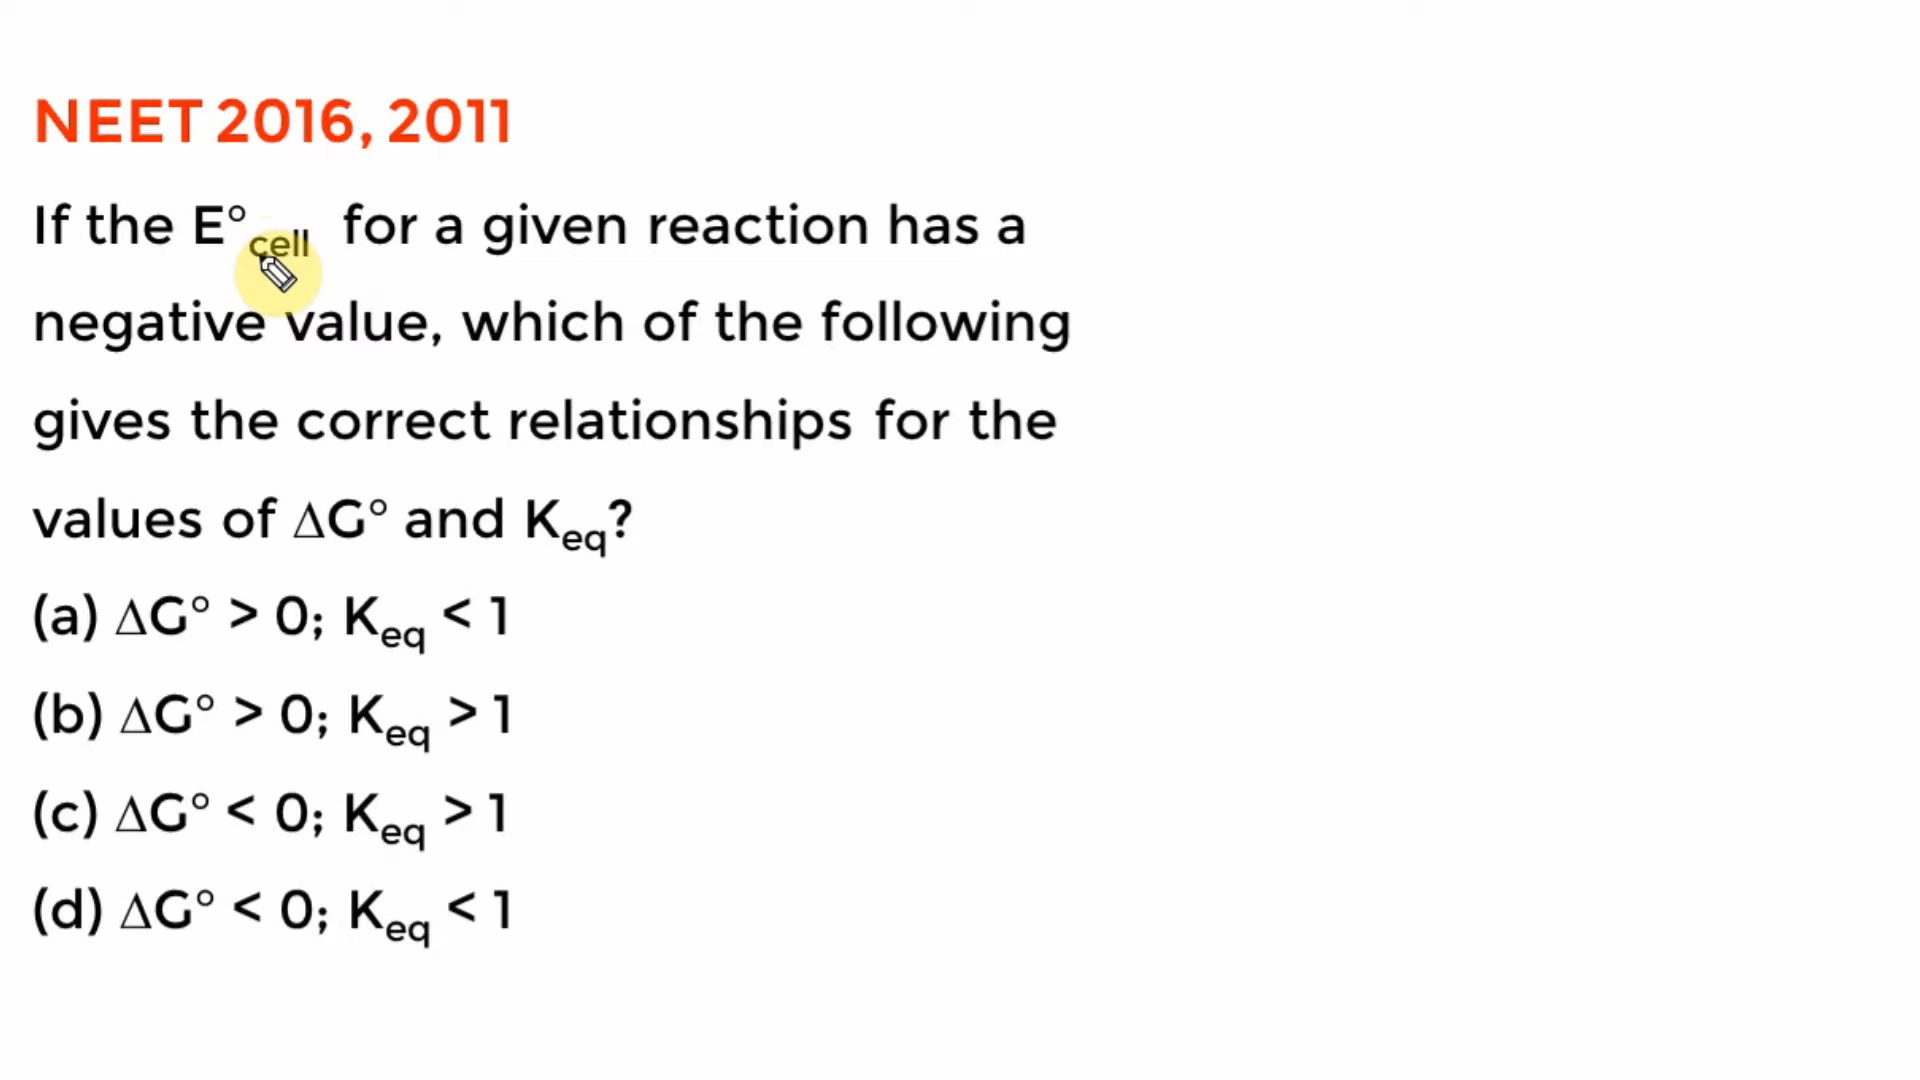 NEET 2016, 2011
If the E°cell for a given reaction has a
negative value, which of the following
gives the correct relationships for the
values of ΔG° and Keq?
(a) ΔG° > 0; Keq < 1
(b) ΔG° > 0; Keq > 1
(c) ΔG° < 0; Keq > 1
(d) ΔG° < 0; Keq < 1